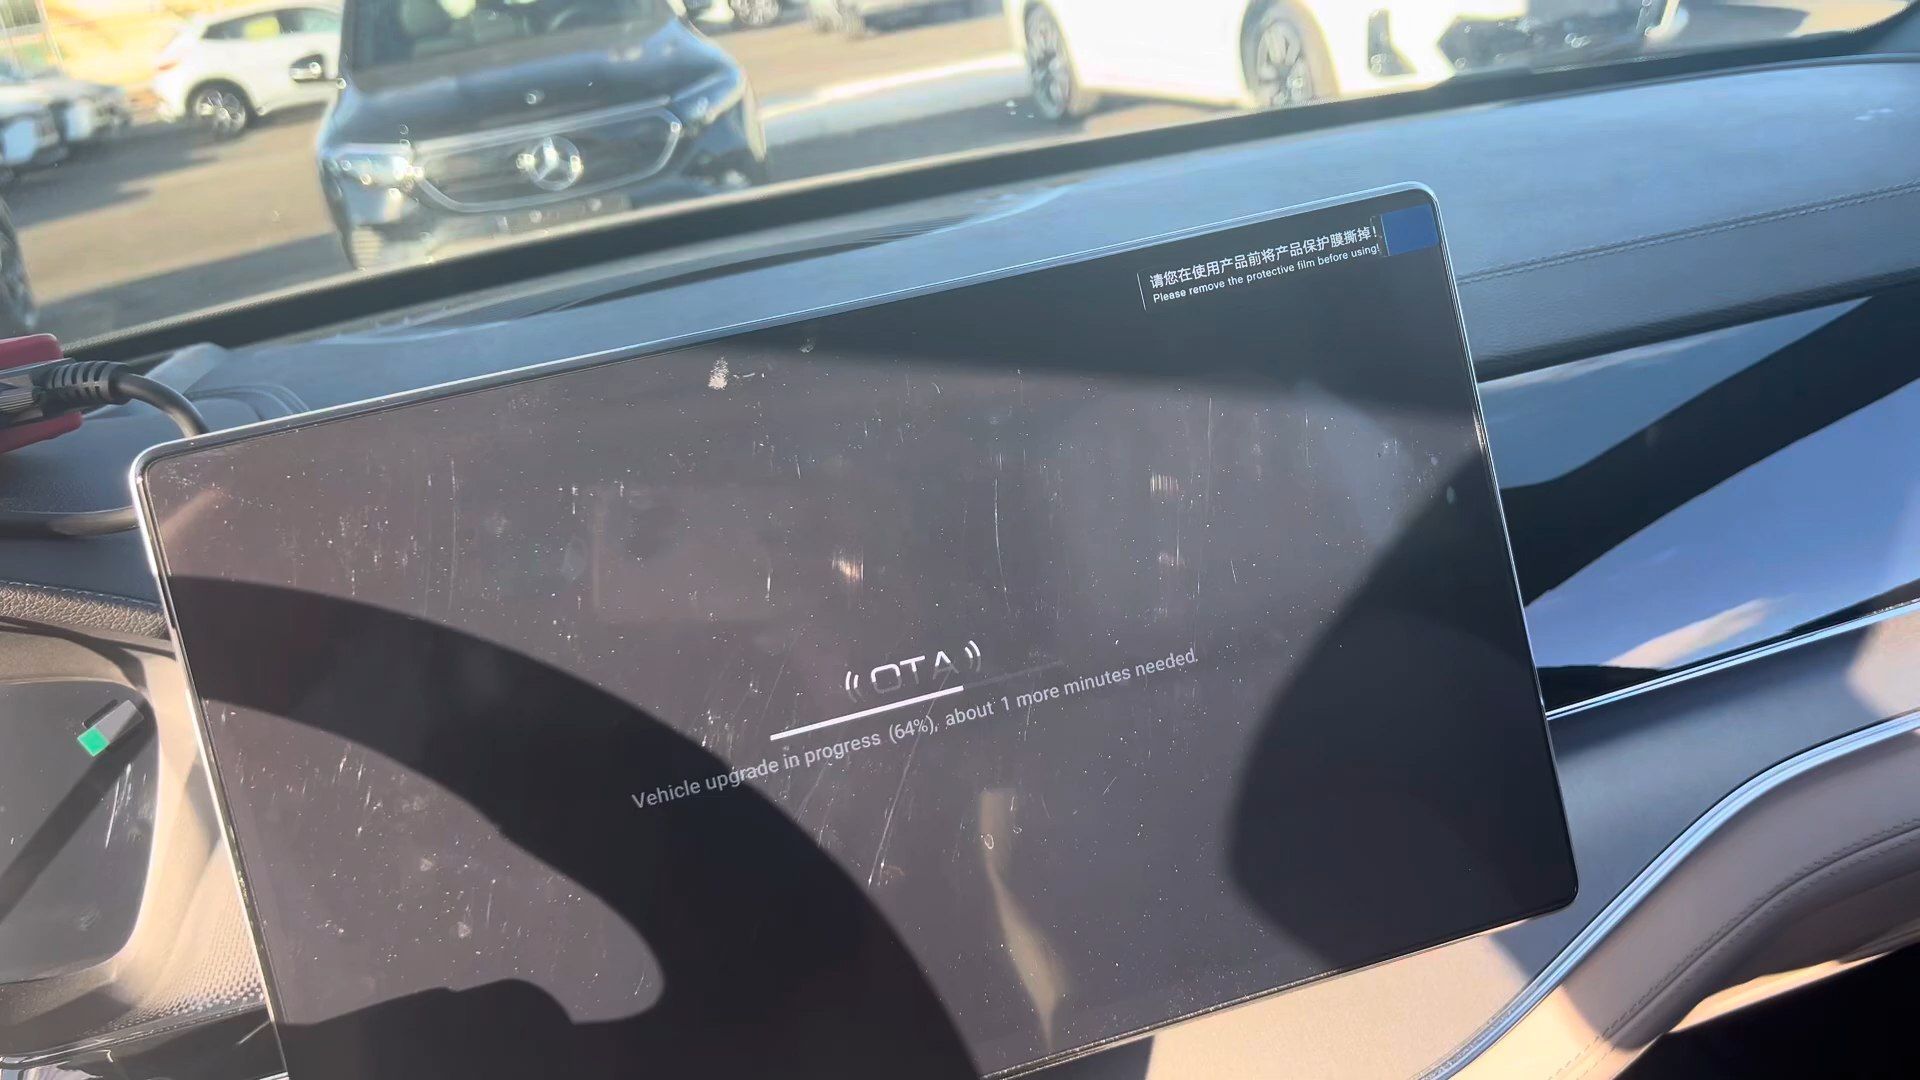 请您在使用产品前将产品保护膜撕掉！
Please remove the protective film before using!
OTA
Vehicle upgrade in progress (64%), about 1 more minutes needed.